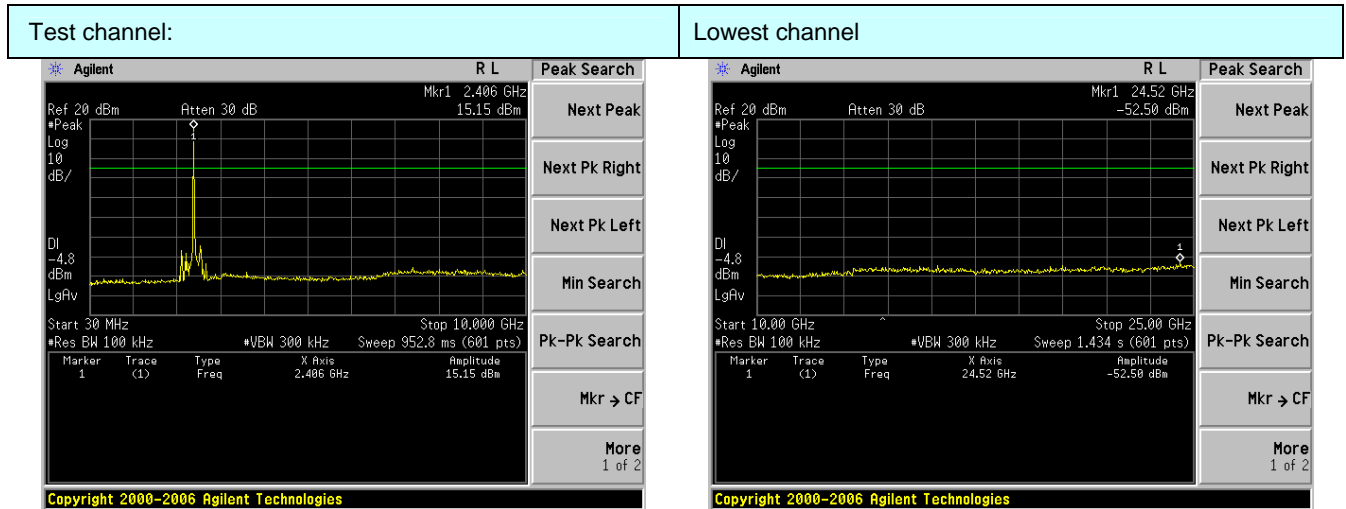 Test channel: Lowest channel
Agilent R L Peak Search
Mkr1 2.406 GHz
Ref 20 dBm Atten 30 dB 15.15 dBm
#Peak
Log
10
dB/
1
DI
-4.8
dBm
LgAv
Start 30 MHz Stop 10.000 GHz
#Res BW 100 kHz #VBW 300 kHz Sweep 952.8 ms (601 pts)
Marker Trace Type X Axis Amplitude
1 (1) Freq 2.406 GHz 15.15 dBm
Next Peak
Next Pk Right
Next Pk Left
Min Search
Pk-Pk Search
Mkr → CF
More
1 of 2
Copyright 2000-2006 Agilent Technologies
Agilent R L Peak Search
Mkr1 24.52 GHz
Ref 20 dBm Atten 30 dB -52.50 dBm
#Peak
Log
10
dB/
1
DI
-4.8
dBm
LgAv
Start 10.00 GHz Stop 25.00 GHz
#Res BW 100 kHz #VBW 300 kHz Sweep 1.434 s (601 pts)
Marker Trace Type X Axis Amplitude
1 (1) Freq 24.52 GHz -52.50 dBm
Next Peak
Next Pk Right
Next Pk Left
Min Search
Pk-Pk Search
Mkr → CF
More
1 of 2
Copyright 2000-2006 Agilent Technologies